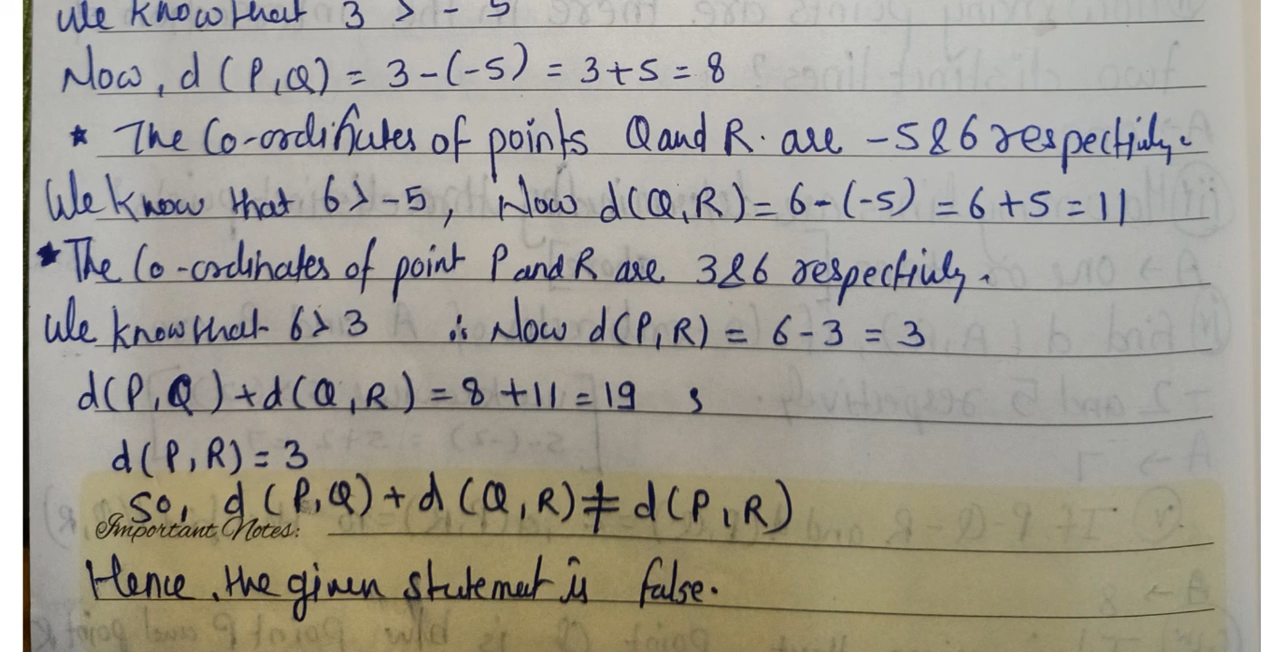 We know that 3 > - 5
Now, d (P,Q) = 3-(-5) = 3+5 = 8
* The Co-ordinates of points Q and R. are -5&6 respectively.
We know that 6>-5, Now d(Q,R) = 6-(-5) = 6+5 = 11
* The Co-ordinates of point P and R are 3&6 respectively.
We know that 6>3 ∴ Now d(P,R) = 6-3 = 3
d(P,Q)+d(Q,R) = 8+11 = 19 ;
d(P,R) = 3
So, d (P,Q) + d (Q,R) ≠ d(P,R)
Important Notes:
Hence, the given statement is false.